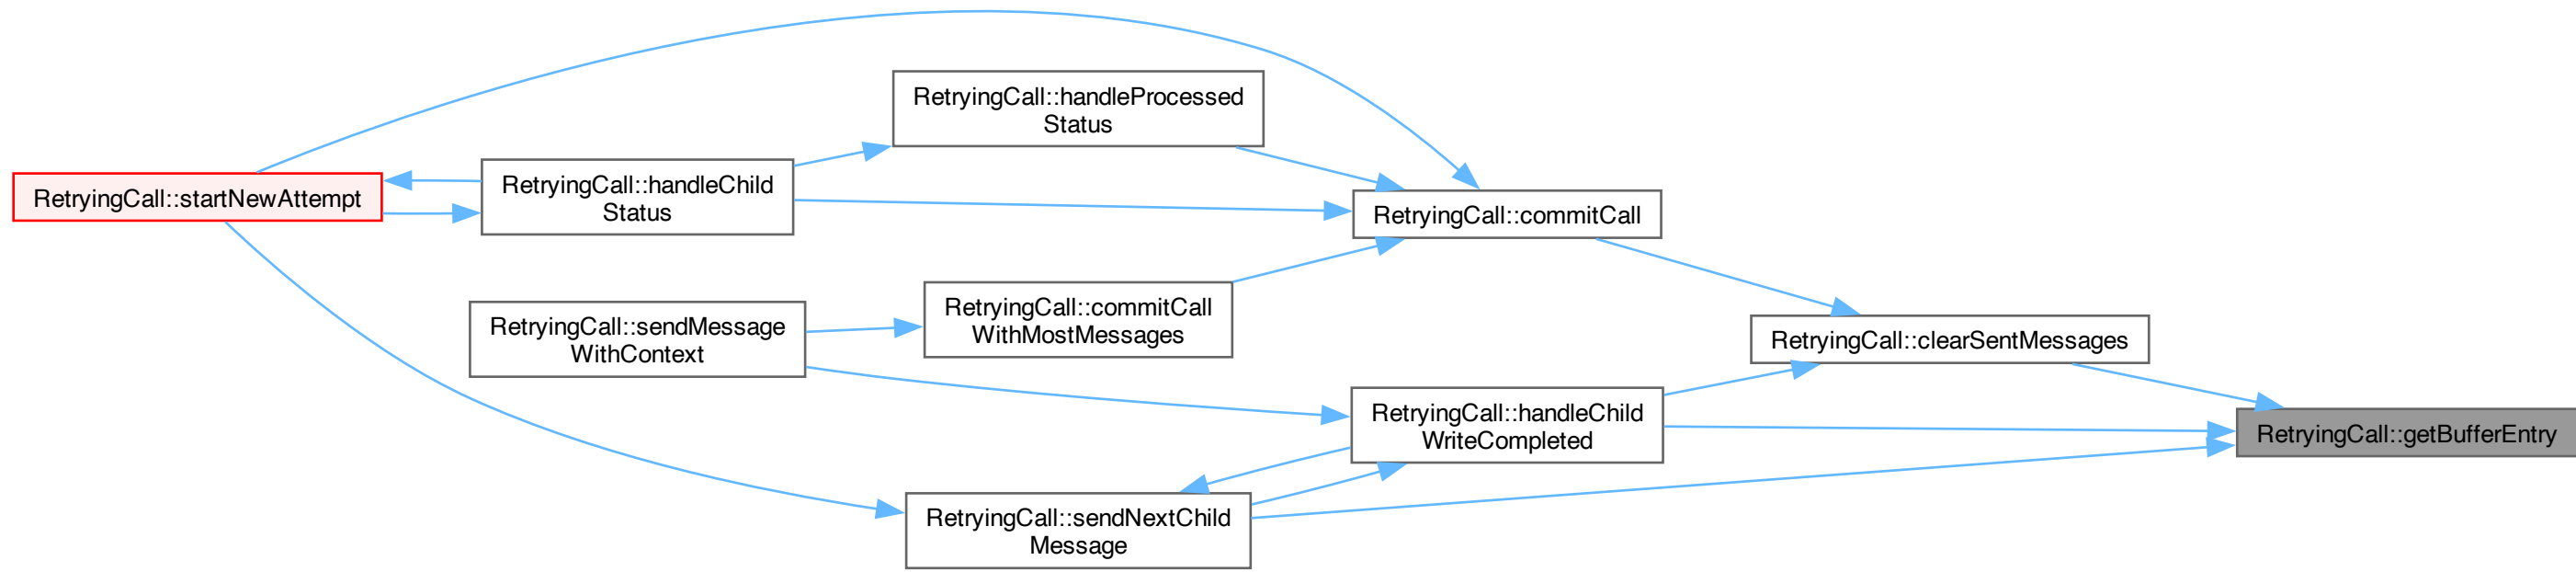 RetryingCall::handleProcessed
Status
RetryingCall::startNewAttempt
RetryingCall::handleChild
Status
RetryingCall::commitCall
RetryingCall::sendMessage
WithContext
RetryingCall::commitCall
WithMostMessages
RetryingCall::clearSentMessages
RetryingCall::handleChild
WriteCompleted
RetryingCall::getBufferEntry
RetryingCall::sendNextChild
Message